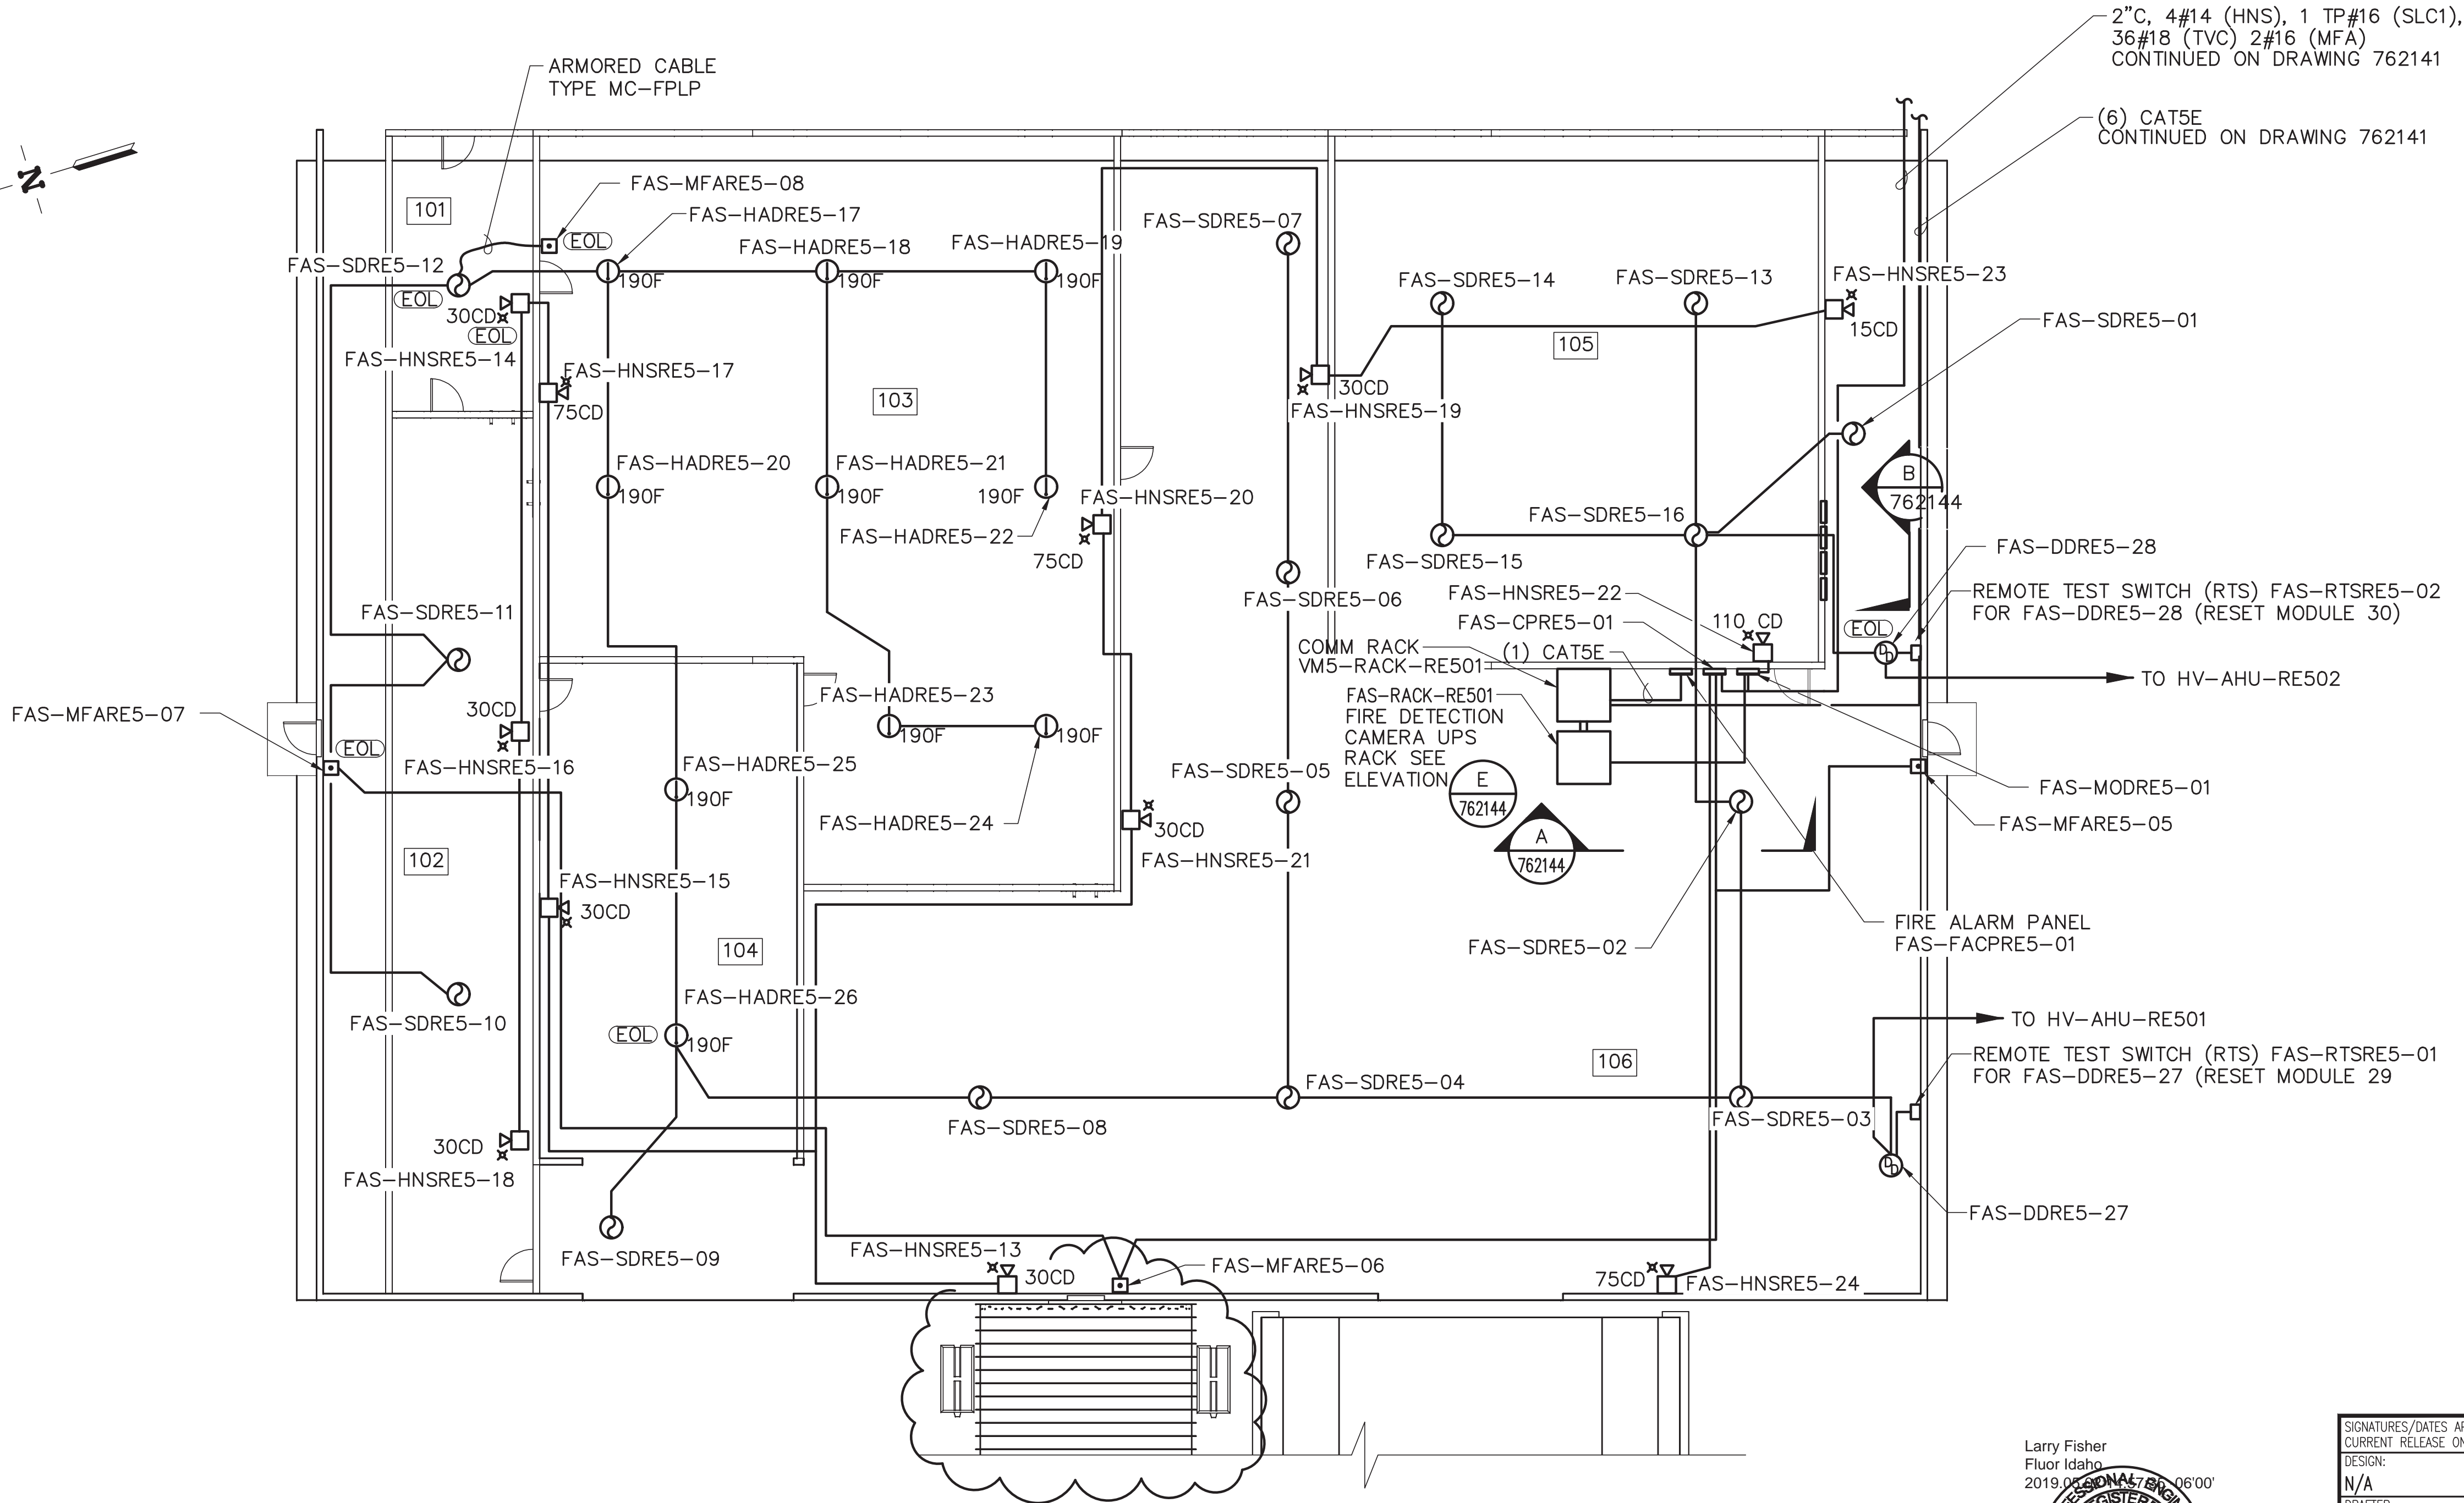 2"C, 4#14 (HNS), 1 TP#16 (SLC1),
36#18 (TVC) 2#16 (MFA)
CONTINUED ON DRAWING 762141
ARMORED CABLE
TYPE MC-FPLP
(6) CAT5E
CONTINUED ON DRAWING 762141
N
101
FAS-MFARE5-08
EOL
FAS-HADRE5-17
FAS-HADRE5-18
FAS-HADRE5-19
FAS-SDRE5-07
FAS-SDRE5-12
190F
190F
190F
FAS-SDRE5-14
FAS-SDRE5-13
FAS-HNSRE5-23
EOL
30CD
EOL
15CD
FAS-SDRE5-01
FAS-HNSRE5-14
FAS-HNSRE5-17
75CD
103
105
30CD
FAS-HNSRE5-19
FAS-HADRE5-20
190F
FAS-HADRE5-21
190F
190F
FAS-HADRE5-22
FAS-HNSRE5-20
75CD
B
762144
FAS-SDRE5-16
FAS-SDRE5-15
FAS-DDRE5-28
FAS-SDRE5-06
FAS-HNSRE5-22
REMOTE TEST SWITCH (RTS) FAS-RTSRE5-02
FOR FAS-DDRE5-28 (RESET MODULE 30)
FAS-SDRE5-11
FAS-CPRE5-01
110 CD
EOL
COMM RACK
VM5-RACK-RE501
(1) CAT5E
TO HV-AHU-RE502
FAS-RACK-RE501
FIRE DETECTION
CAMERA UPS
RACK SEE
ELEVATION
E
762144
FAS-MFARE5-07
EOL
30CD
FAS-HNSRE5-16
FAS-HADRE5-23
190F
190F
FAS-HADRE5-25
190F
FAS-HADRE5-24
FAS-SDRE5-05
30CD
FAS-HNSRE5-21
FAS-MODRE5-01
FAS-MFARE5-05
A
762144
102
FAS-HNSRE5-15
30CD
104
FAS-SDRE5-02
FIRE ALARM PANEL
FAS-FACPRE5-01
FAS-SDRE5-10
FAS-HADRE5-26
EOL
190F
TO HV-AHU-RE501
106
REMOTE TEST SWITCH (RTS) FAS-RTSRE5-01
FOR FAS-DDRE5-27 (RESET MODULE 29
FAS-SDRE5-04
FAS-SDRE5-08
FAS-SDRE5-03
DD
DD
30CD
FAS-HNSRE5-18
FAS-DDRE5-27
FAS-SDRE5-09
FAS-HNSRE5-13
30CD
FAS-MFARE5-06
75CD
FAS-HNSRE5-24
Larry Fisher
Fluor Idaho
SIGNATURES/DATES
CURRENT RELEASE
DESIGN:
N/A